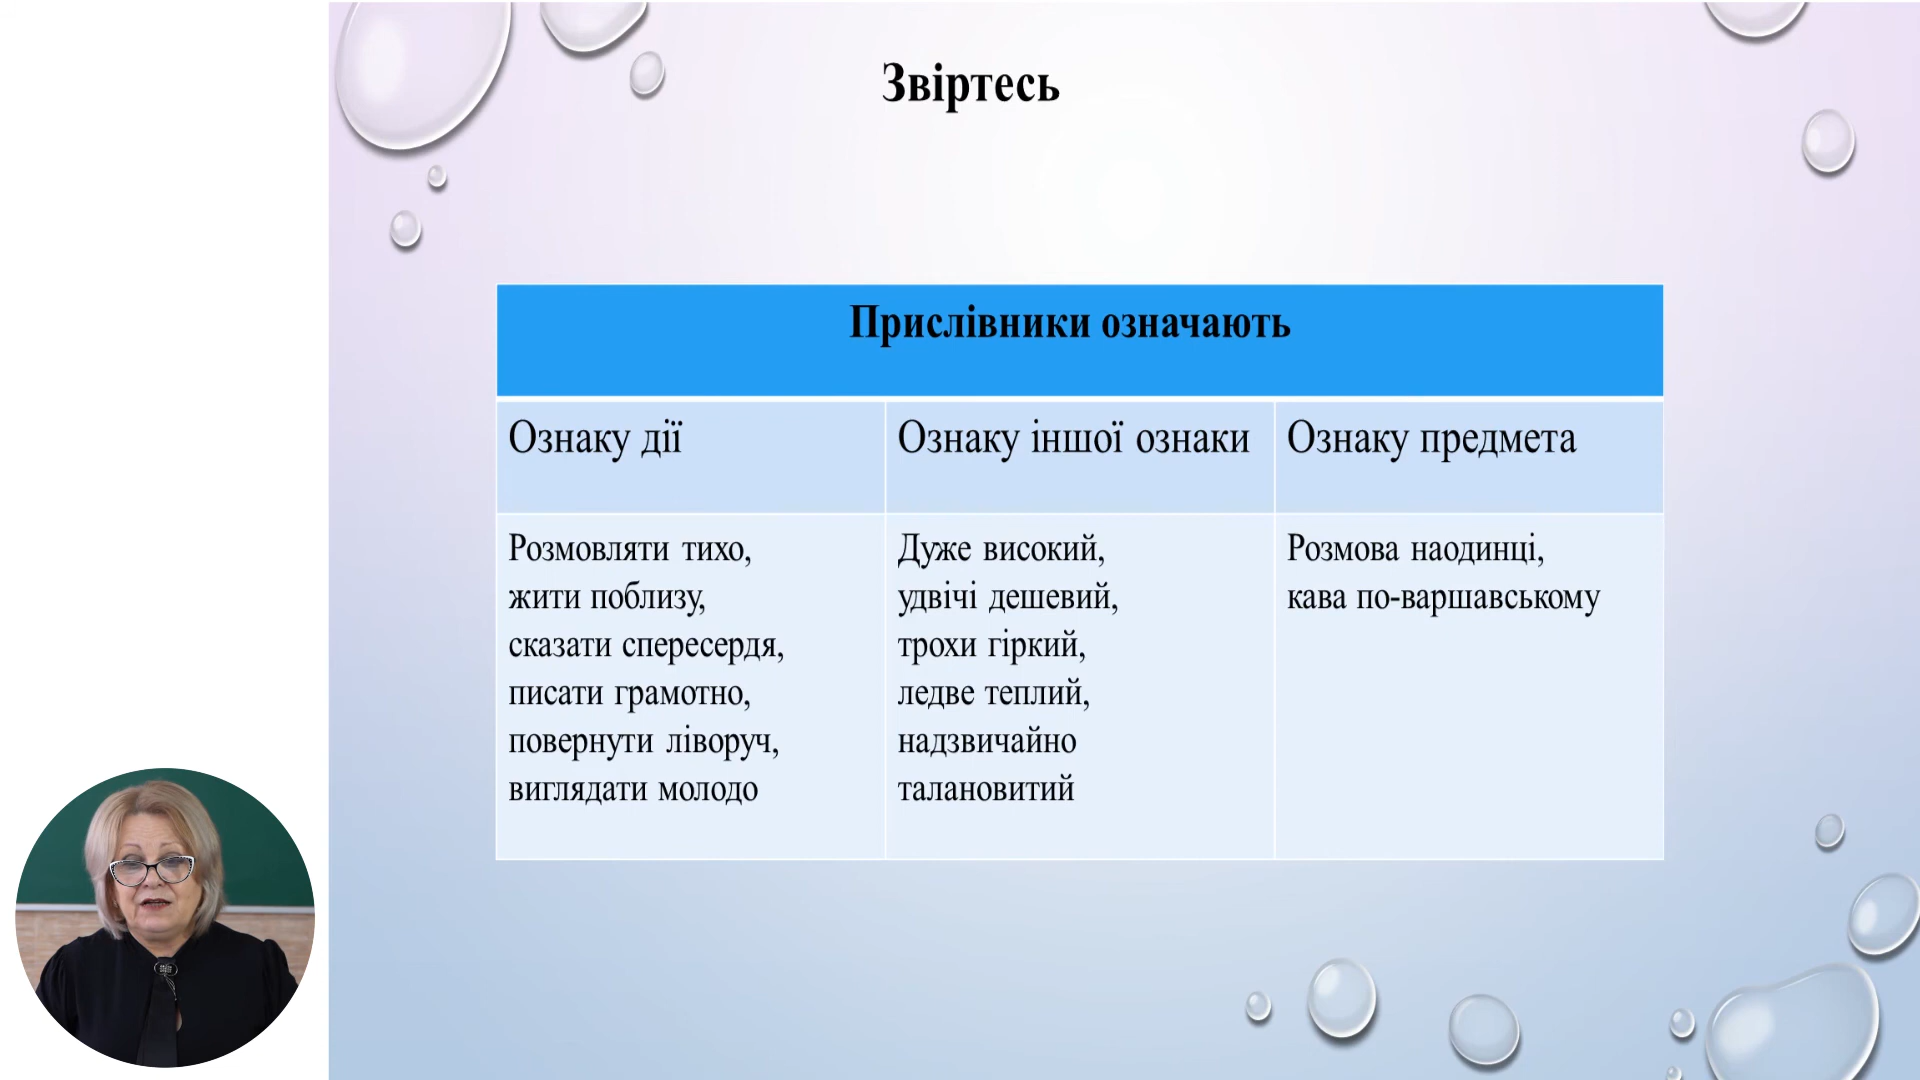 Звіртесь
Прислівники означають
Ознаку дії
Ознаку іншої ознаки
Ознаку предмета
Розмовляти тихо,
жити поблизу,
сказати спересердя,
писати грамотно,
повернути ліворуч,
виглядати молодо
Дуже високий,
удвічі дешевий,
трохи гіркий,
ледве теплий,
надзвичайно
талановитий
Розмова наодинці,
кава по-варшавському